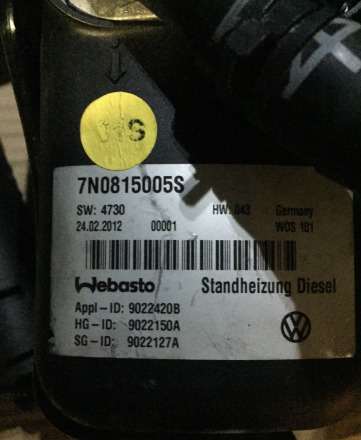 7N0815005S
SW: 4730 HW: 043 Germany
24.02.2012 00001 WOS 101
Webasto Standheizung Diesel
Appl-ID: 9022420B
HG-ID: 9022150A
SG-ID: 9022127A